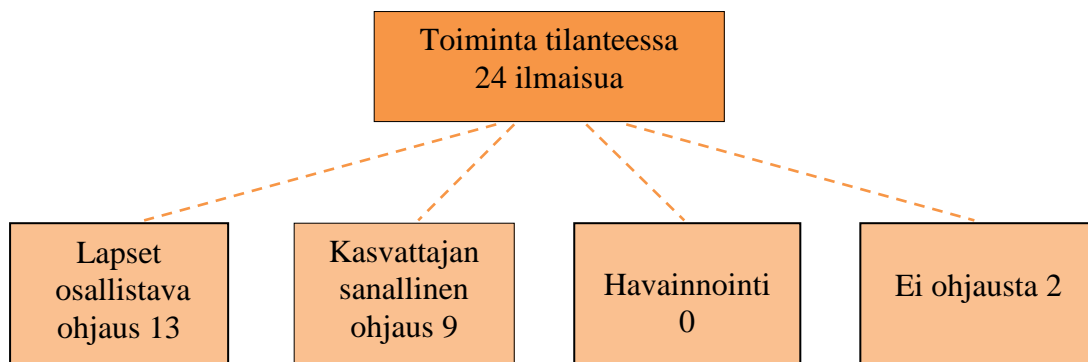 Toiminta tilanteessa
24 ilmaisua
Lapset
osallistava
ohjaus 13
Kasvattajan
sanallinen
ohjaus 9
Havainnointi
0
Ei ohjausta 2